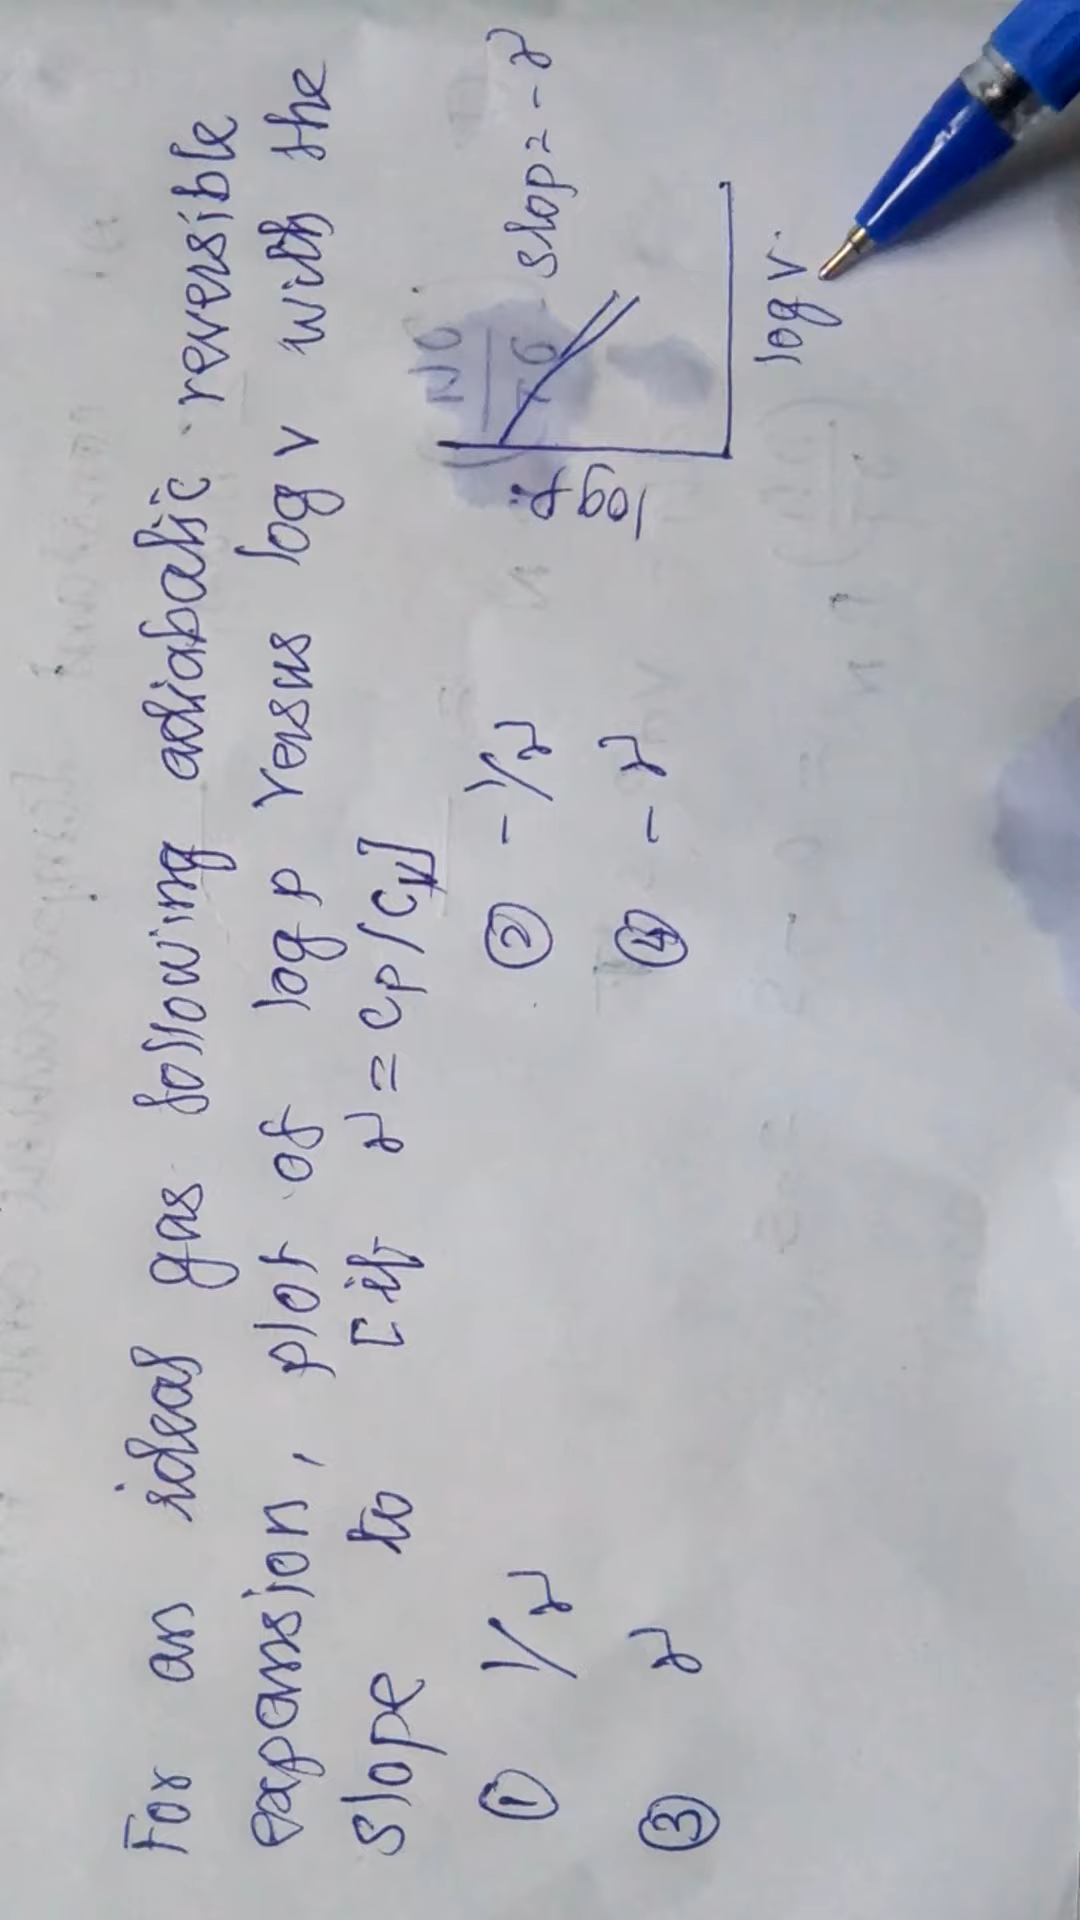 For an ideal gas following adiabatic reversible
expansion, plot of log P versus log V with the
slope to [if γ = CP/CV]
① 1/γ ② -1/γ
③ γ ④ -γ
log P
slop = -γ
log V